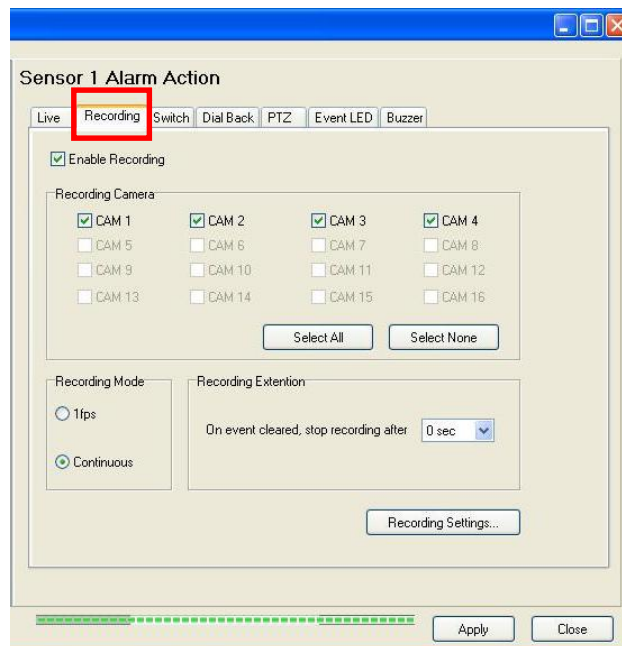 Sensor 1 Alarm Action
Live Recording Switch Dial Back PTZ Event LED Buzzer
Enable Recording
Recording Camera
CAM 1 CAM 2 CAM 3 CAM 4
CAM 5 CAM 6 CAM 7 CAM 8
CAM 9 CAM 10 CAM 11 CAM 12
CAM 13 CAM 14 CAM 15 CAM 16
Select All Select None
Recording Mode Recording Extention
1fps
On event cleared, stop recording after 0 sec
Continuous
Recording Settings...
Apply Close